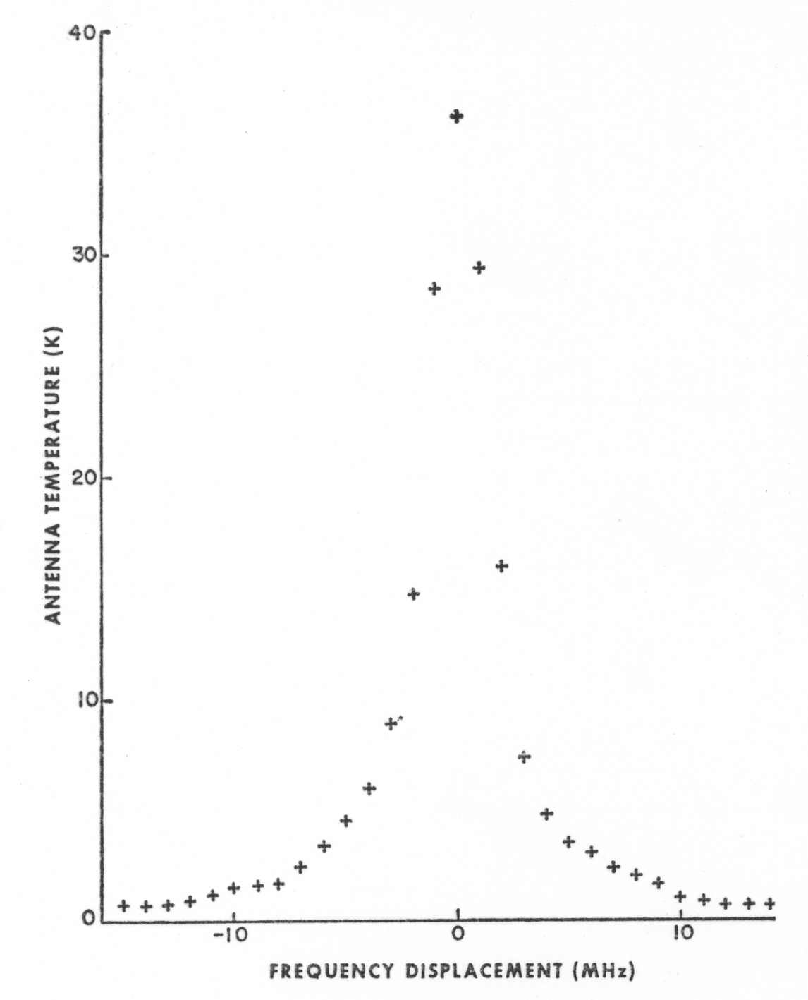 40
30
20
10
0
ANTENNA TEMPERATURE (K)
-10 0 10
FREQUENCY DISPLACEMENT (MHz)